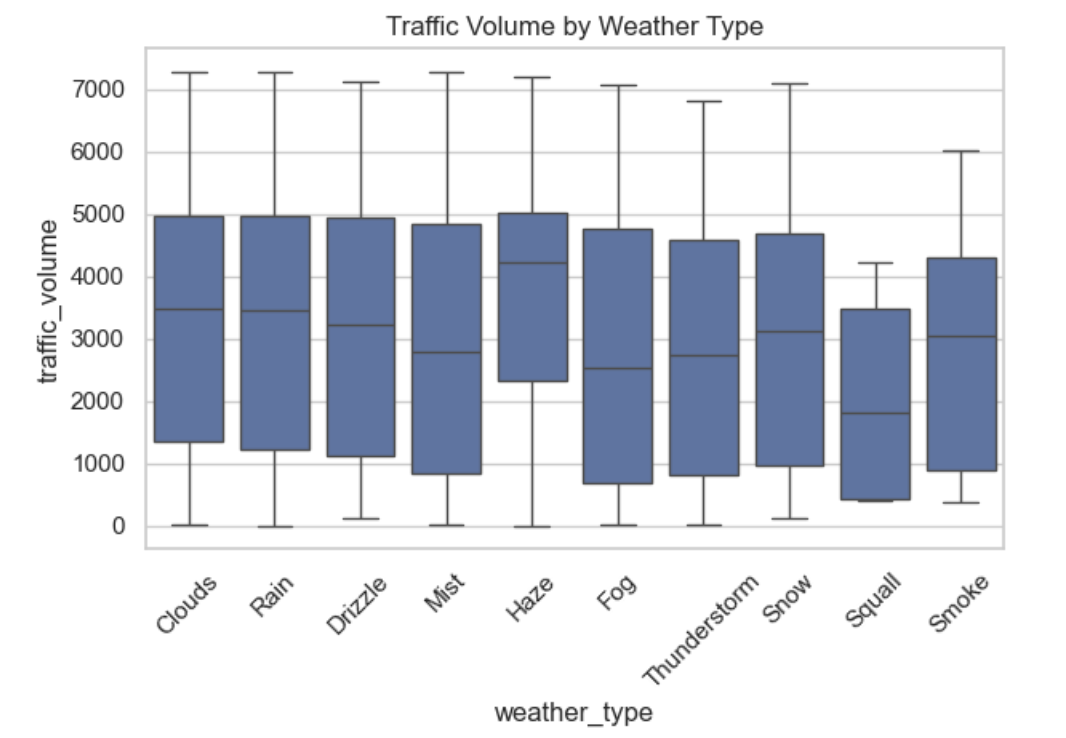 Traffic Volume by Weather Type
7000
6000
5000
4000
3000
2000
1000
0
traffic_volume
Clouds
Rain
Drizzle
Mist
Haze
Fog
Thunderstorm
Snow
Squall
Smoke
weather_type